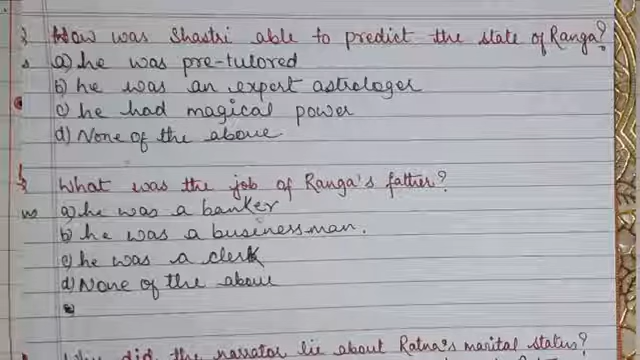 How was Shastri able to predict the state of Ranga?
a) he was pre-tutored
b) he was an expert astrologer
c) he had magical power
d) None of the above
What was the job of Ranga's father?
a) he was a banker
b) he was a businessman.
c) he was a clerk
d) None of the above
Why did the narrator lie about Ratna's marital status?